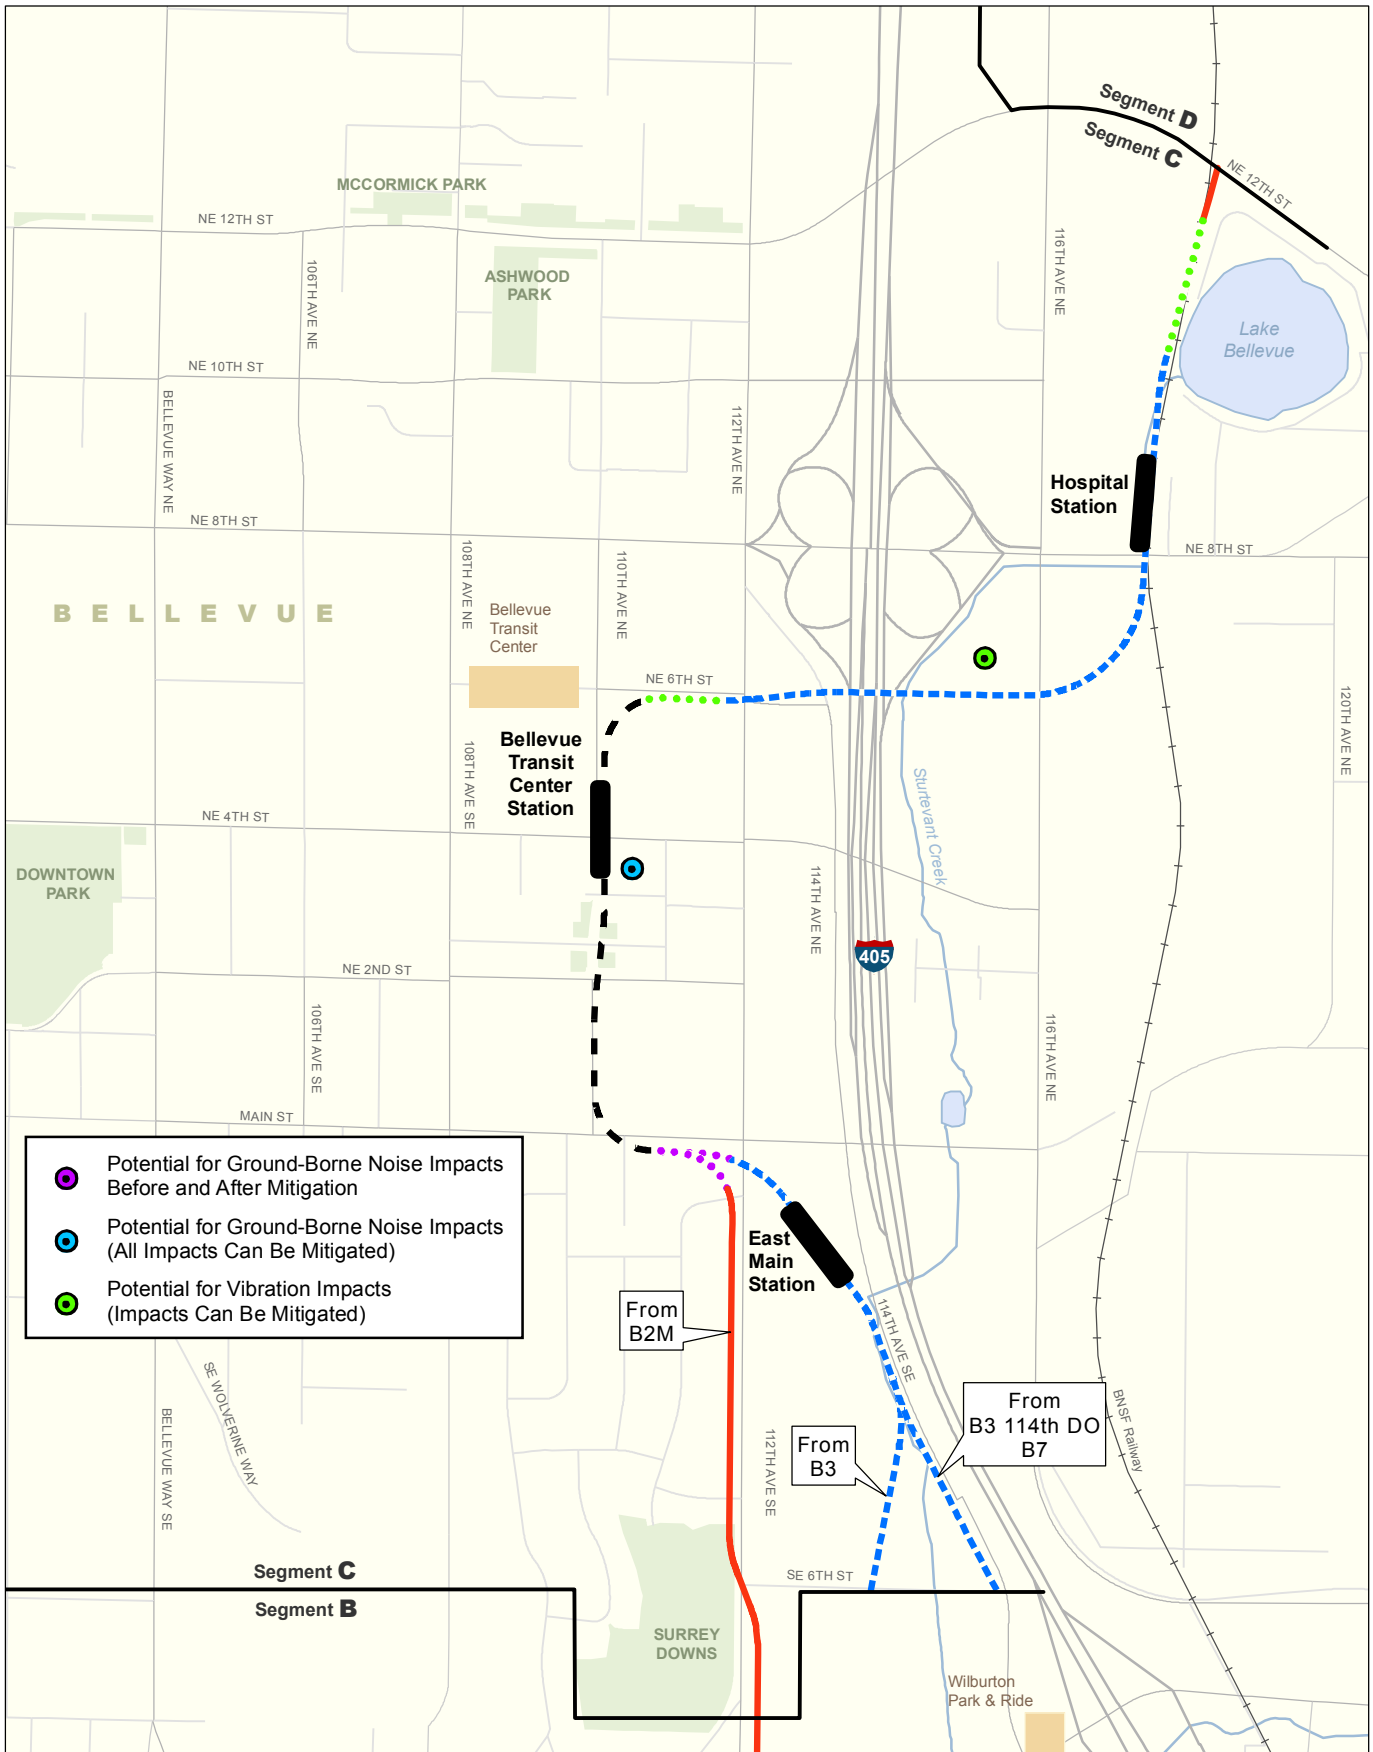 Segment D
Segment C
NE 12TH ST
MCCORMICK PARK
NE 12TH ST
116TH AVE NE
106TH AVE NE
ASHWOOD
PARK
Lake
Bellevue
NE 10TH ST
BELLEVUE WAY NE
112TH AVE NE
Hospital
Station
NE 8TH ST
NE 8TH ST
108TH AVE NE
110TH AVE NE
BELLEVUE
Bellevue
Transit
Center
NE 6TH ST
120TH AVE NE
Bellevue
Transit
Center
Station
108TH AVE SE
Sturtevant Creek
NE 4TH ST
DOWNTOWN
PARK
114TH AVE NE
405
NE 2ND ST
106TH AVE SE
116TH AVE NE
MAIN ST
Potential for Ground-Borne Noise Impacts
Before and After Mitigation
Potential for Ground-Borne Noise Impacts
(All Impacts Can Be Mitigated)
Potential for Vibration Impacts
(Impacts Can Be Mitigated)
East
Main
Station
From
B2M
114TH AVE SE
SE WOLVERINE WAY
BELLEVUE WAY SE
112TH AVE SE
From
B3
From
B3 114th DO
B7
BNSF Railway
Segment C
Segment B
SE 6TH ST
SURREY
DOWNS
Wilburton
Park & Ride